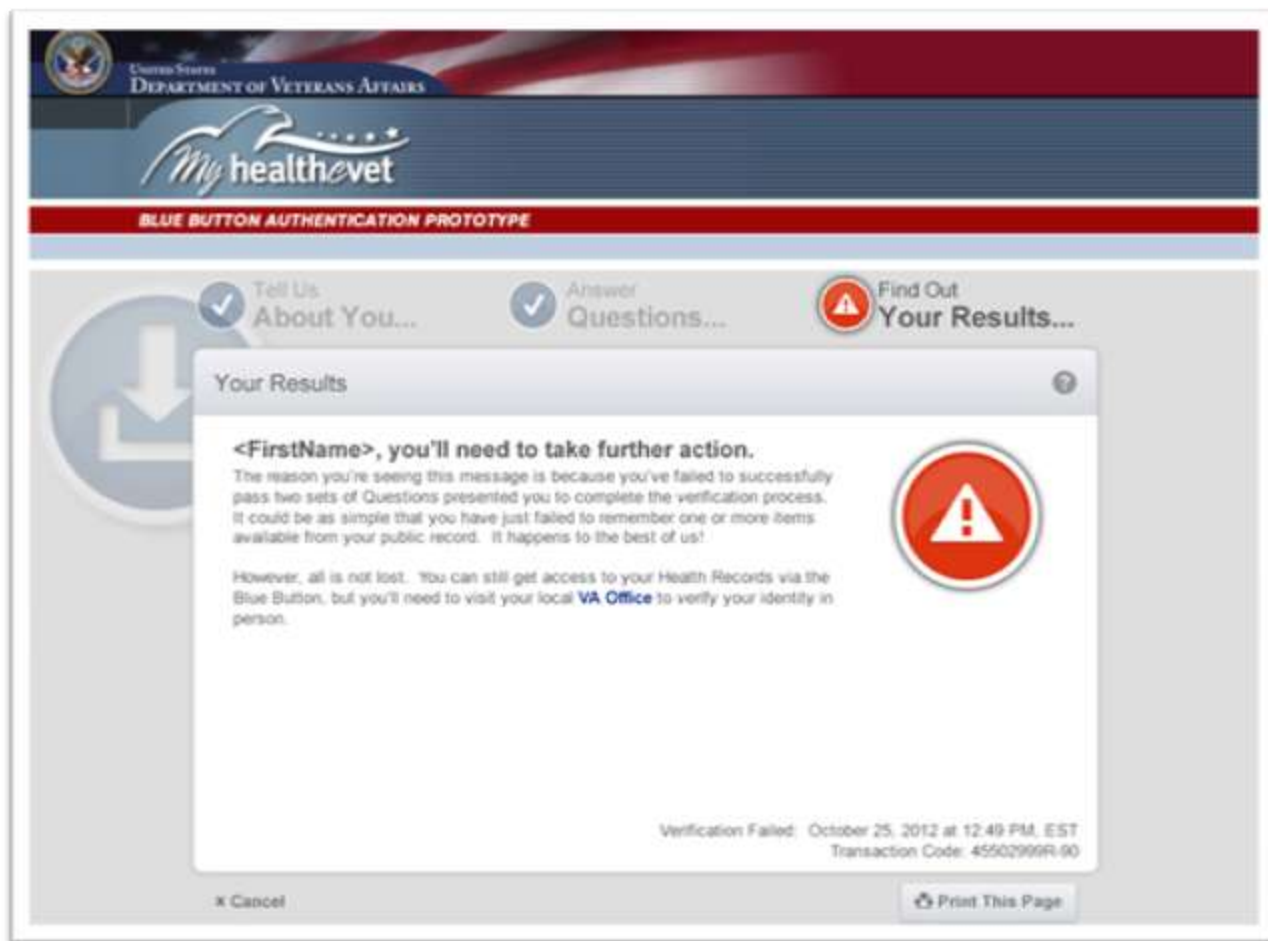 UNITED STATES
DEPARTMENT OF VETERANS AFFAIRS
My healthevet
BLUE BUTTON AUTHENTICATION PROTOTYPE
Tell Us
About You...
Answer
Questions...
Find Out
Your Results...
Your Results
<FirstName>, you'll need to take further action.
The reason you're seeing this message is because you've failed to successfully
pass two sets of Questions presented you to complete the verification process.
It could be as simple that you have just failed to remember one or more items
available from your public record. It happens to the best of us!
However, all is not lost. You can still get access to your Health Records via the
Blue Button, but you'll need to visit your local VA Office to verify your identity in
person.
Verification Failed: October 25, 2012 at 12:49 PM, EST
Transaction Code: 45502999R-90
x Cancel
Print This Page